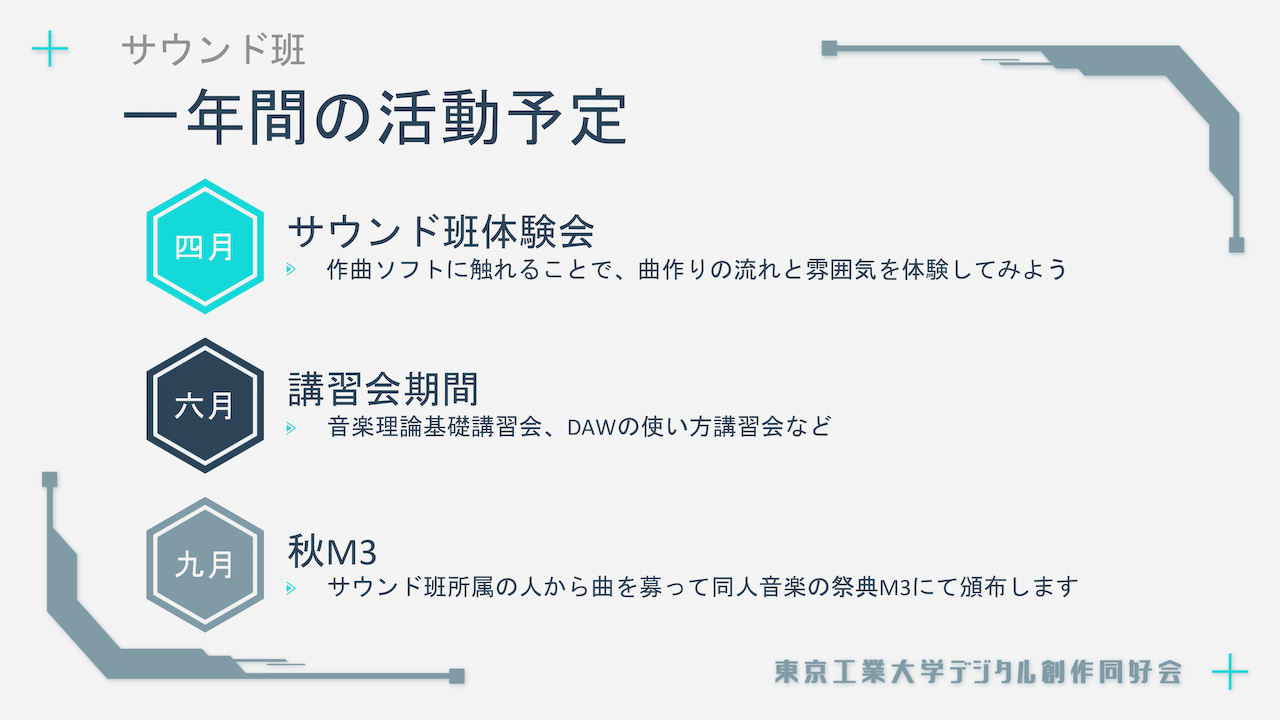 サウンド班
一年間の活動予定
四月
サウンド班体験会
作曲ソフトに触れることで、曲作りの流れと雰囲気を体験してみよう
六月
講習会期間
音楽理論基礎講習会、DAWの使い方講習会など
九月
秋M3
サウンド班所属の人から曲を募って同人音楽の祭典M3にて頒布します
東京工業大学デジタル創作同好会